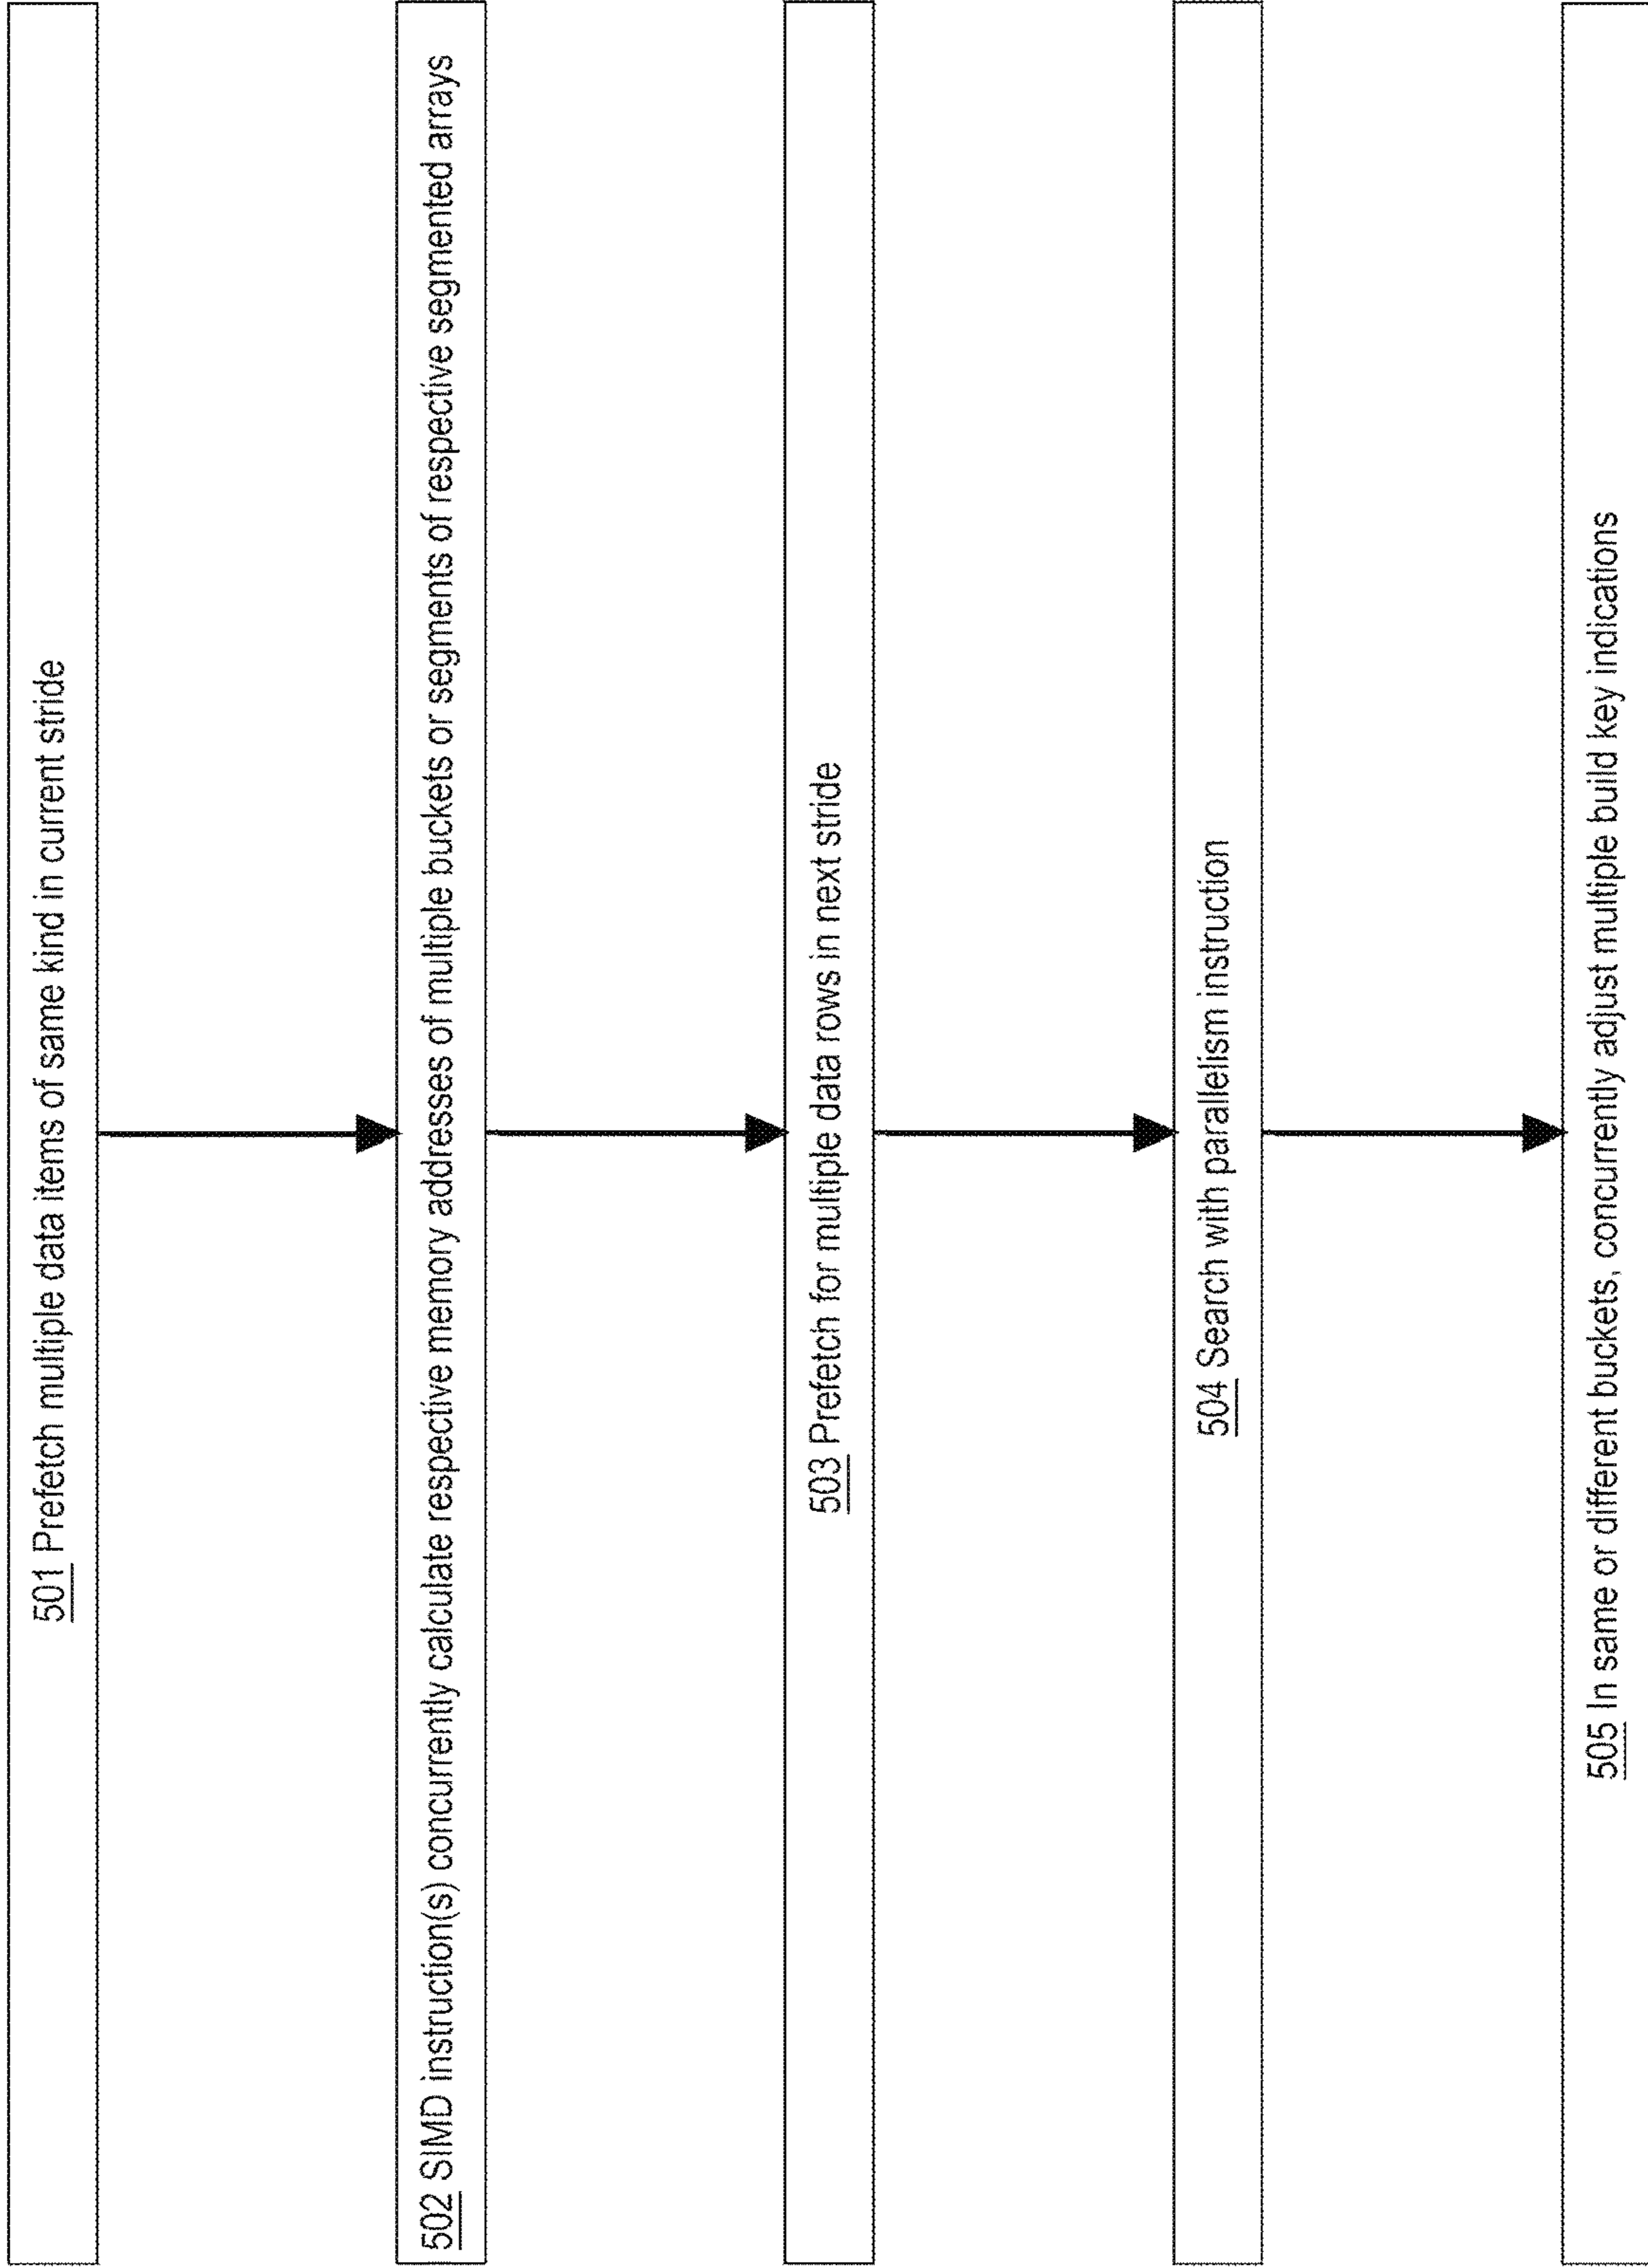 501 Prefetch multiple data items of same kind in current stride
502 SIMD instruction(s) concurrently calculate respective memory addresses of multiple buckets or segments of respective segmented arrays
503 Prefetch for multiple data rows in next stride
504 Search with parallelism instruction
505 In same or different buckets, concurrently adjust multiple build key indications